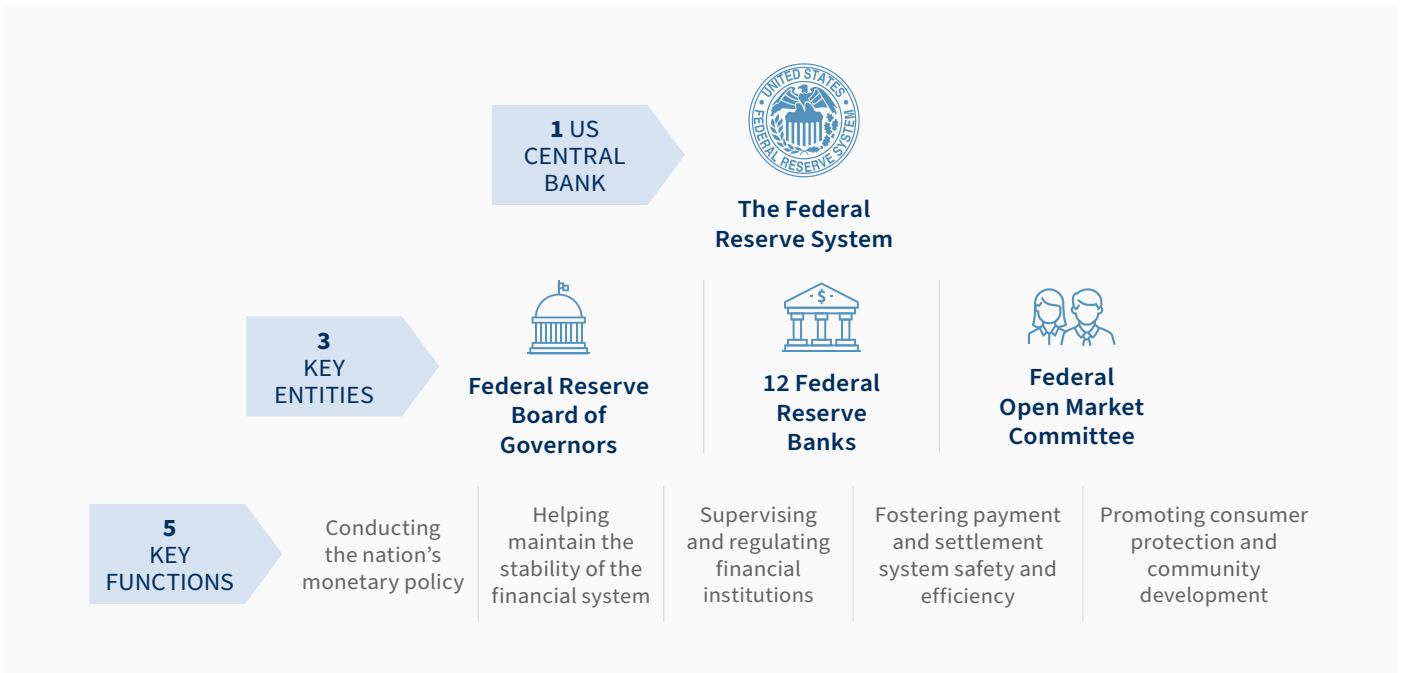 UNITED STATES
FEDERAL RESERVE SYSTEM
1 US
CENTRAL
BANK
The Federal
Reserve System
3
KEY
ENTITIES
Federal Reserve
Board of
Governors
$
12 Federal
Reserve
Banks
Federal
Open Market
Committee
5
KEY
FUNCTIONS
Conducting
the nation’s
monetary policy
Helping
maintain the
stability of the
financial system
Supervising
and regulating
financial
institutions
Fostering payment
and settlement
system safety and
efficiency
Promoting consumer
protection and
community
development